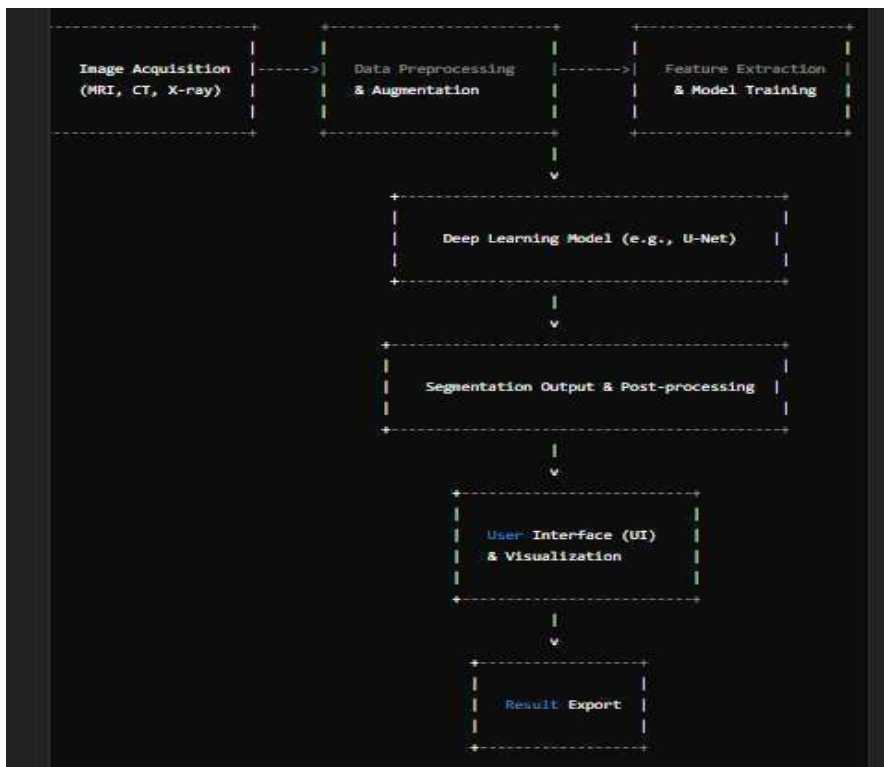 Image Acquisition
(MRI, CT, X-ray)
Data Preprocessing
& Augmentation
Feature Extraction
& Model Training
Deep Learning Model (e.g., U-Net)
Segmentation Output & Post-processing
User Interface (UI)
& Visualization
Result Export